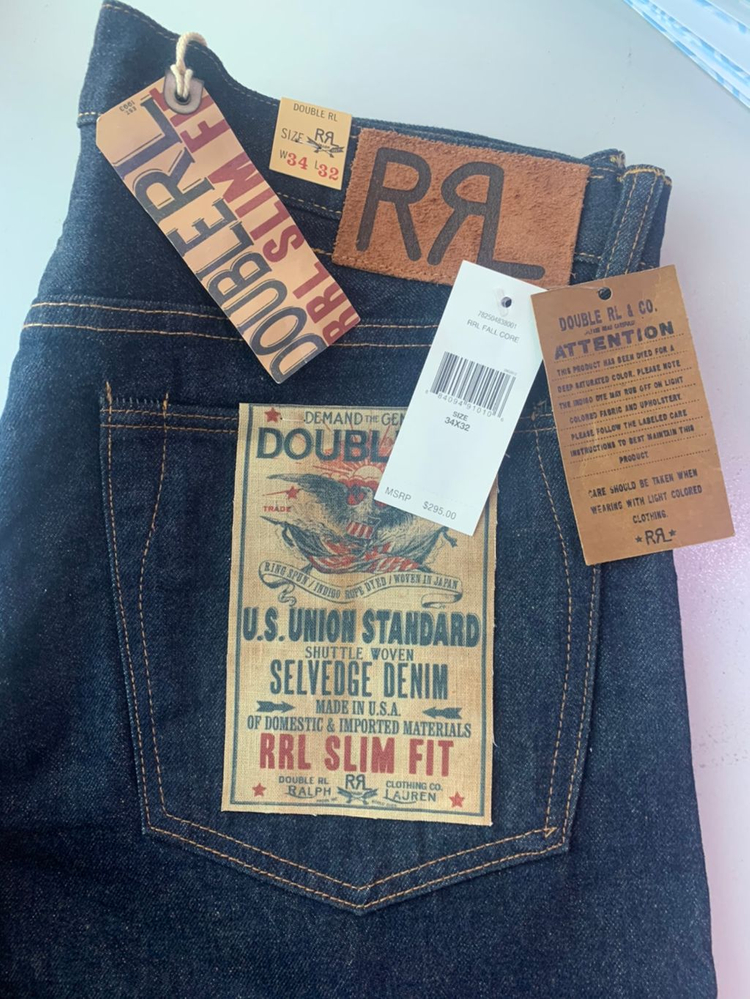 EST 1993
DOUBLE RL
RRL SLIM FIT
DOUBLE RL
SIZE RRL
W34 L32
RRL
782504838001
RRL FALL CORE
SIZE
34X32
MSRP $295.00
DOUBLE RL & CO.
ATTENTION
THIS PRODUCT HAS BEEN DYED FOR A
DEEP SATURATED COLOR. PLEASE NOTE
THE INDIGO DYE MAY RUB OFF ON LIGHT
COLORED FABRIC AND UPHOLSTERY.
PLEASE FOLLOW THE LABELED CARE
INSTRUCTIONS TO BEST MAINTAIN THIS
PRODUCT.
CARE SHOULD BE TAKEN WHEN
WEARING WITH LIGHT COLORED
CLOTHING.
RRL
DEMAND THE GEN
DOUBL
TRADE
RING SPUN / INDIGO ROPE DYED / WOVEN IN JAPAN
U.S. UNION STANDARD
SHUTTLE WOVEN
SELVEDGE DENIM
MADE IN U.S.A.
OF DOMESTIC & IMPORTED MATERIALS
RRL SLIM FIT
DOUBLE RL RRL CLOTHING CO.
RALPH LAUREN